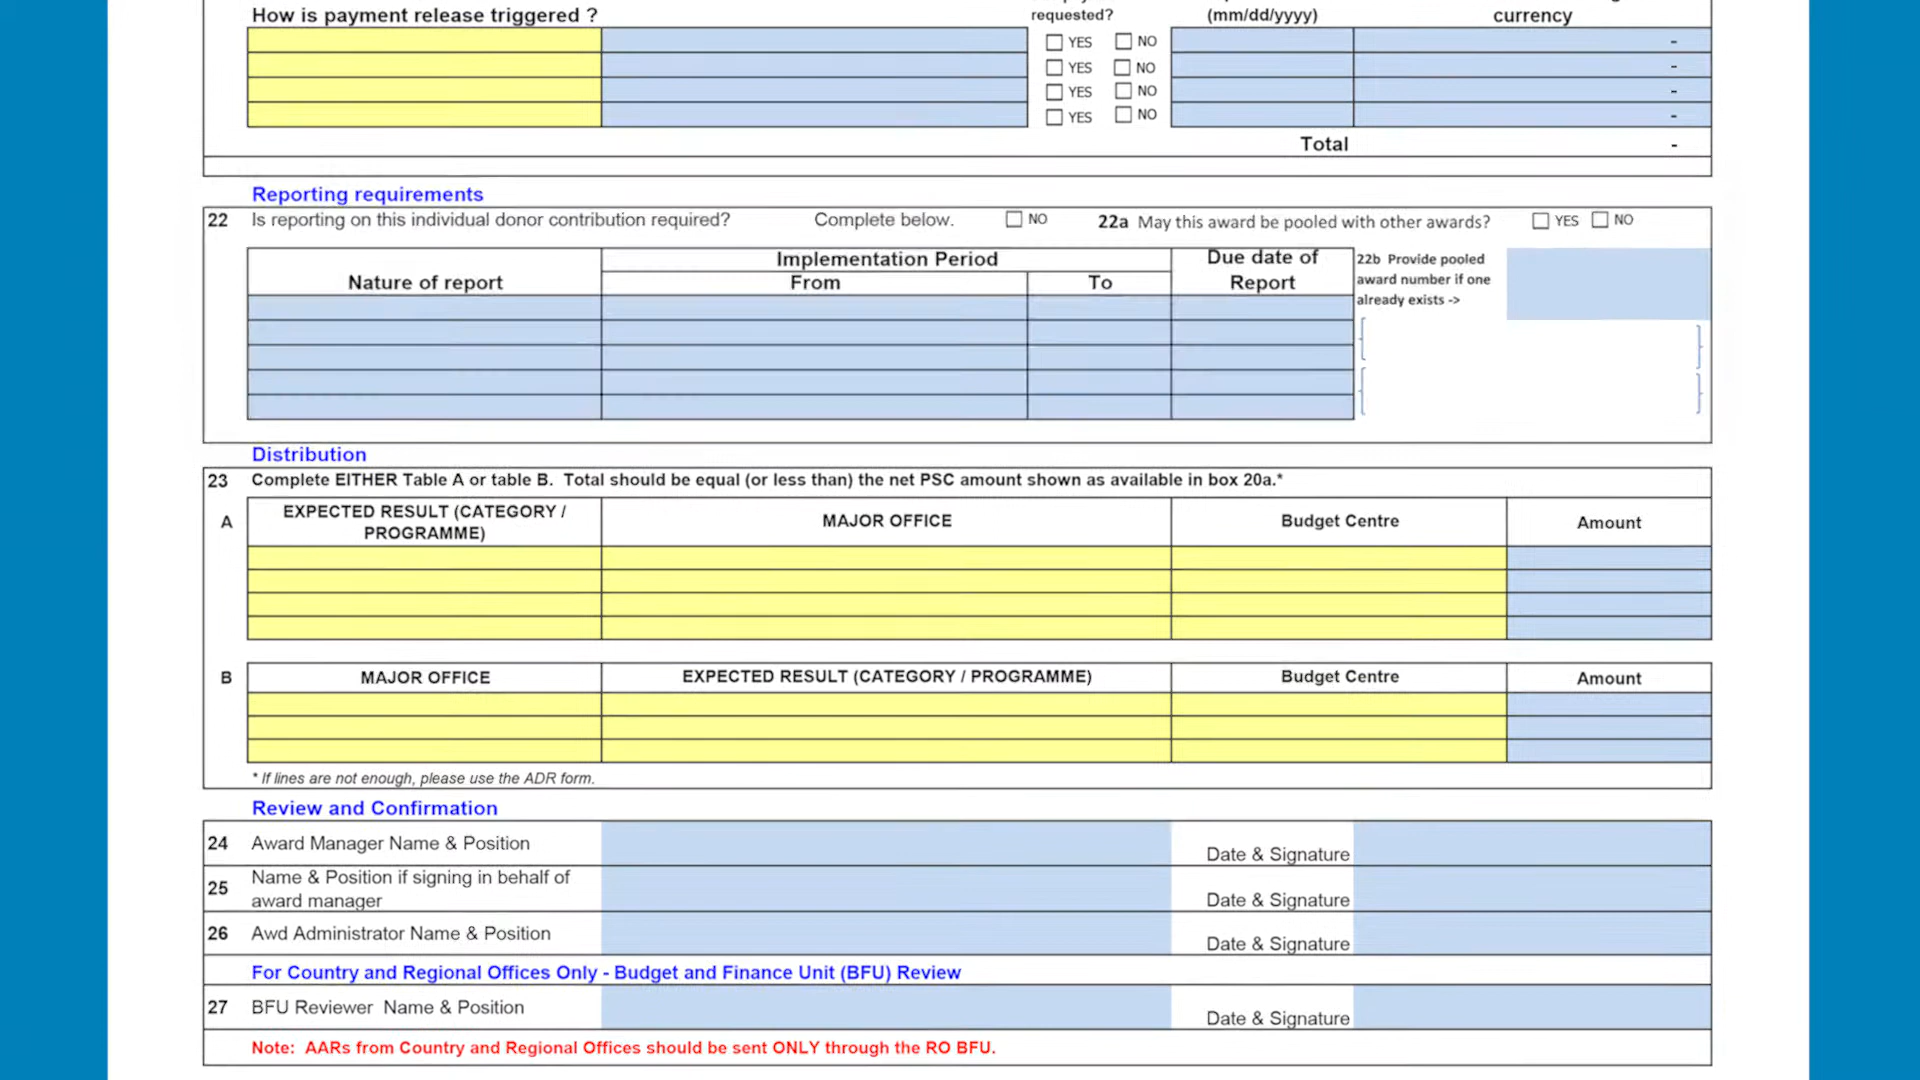 How is payment release triggered ?
requested?
(mm/dd/yyyy)
currency
YES NO -
YES NO -
YES NO -
YES NO -
Total -
Reporting requirements
22 Is reporting on this individual donor contribution required? Complete below. NO 22a May this award be pooled with other awards? YES NO
Nature of report
Implementation Period
From To
Due date of
Report
22b Provide pooled
award number if one
already exists ->
Distribution
23 Complete EITHER Table A or table B. Total should be equal (or less than) the net PSC amount shown as available in box 20a.*
A
EXPECTED RESULT (CATEGORY /
PROGRAMME)
MAJOR OFFICE
Budget Centre
Amount
B MAJOR OFFICE EXPECTED RESULT (CATEGORY / PROGRAMME) Budget Centre Amount
* If lines are not enough, please use the ADR form.
Review and Confirmation
24 Award Manager Name & Position Date & Signature
25 Name & Position if signing in behalf of
award manager Date & Signature
26 Awd Administrator Name & Position Date & Signature
For Country and Regional Offices Only - Budget and Finance Unit (BFU) Review
27 BFU Reviewer Name & Position Date & Signature
Note: AARs from Country and Regional Offices should be sent ONLY through the RO BFU.